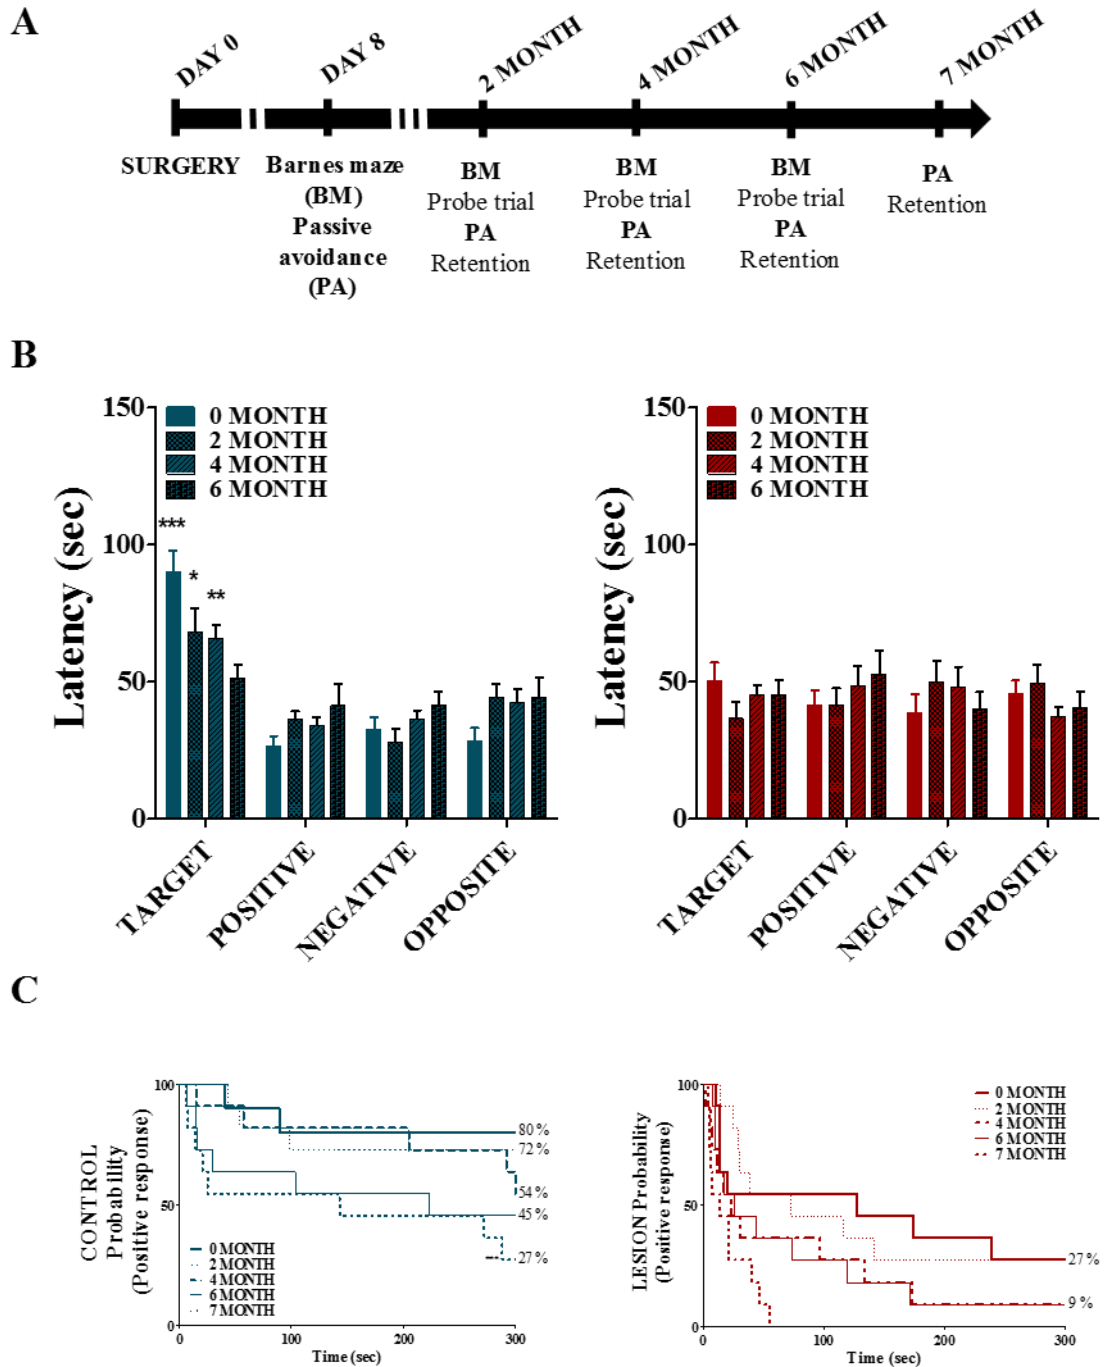 A
DAY 0
DAY 8
2 MONTH
4 MONTH
6 MONTH
7 MONTH
SURGERY
Barnes maze
(BM)
Passive
avoidance
(PA)
BM
Probe trial
PA
Retention
BM
Probe trial
PA
Retention
BM
Probe trial
PA
Retention
PA
Retention
B
Latency (sec)
150
100
50
0
0 MONTH
2 MONTH
4 MONTH
6 MONTH
***
*
**
TARGET
POSITIVE
NEGATIVE
OPPOSITE
Latency (sec)
150
100
50
0
0 MONTH
2 MONTH
4 MONTH
6 MONTH
TARGET
POSITIVE
NEGATIVE
OPPOSITE
C
CONTROL
Probability
(Positive response)
100
50
0
80 %
72 %
54 %
45 %
27 %
0 MONTH
2 MONTH
4 MONTH
6 MONTH
7 MONTH
0
100
200
300
Time (sec)
LESION Probability
(Positive response)
100
50
0
0 MONTH
2 MONTH
4 MONTH
6 MONTH
7 MONTH
27 %
9 %
0
100
200
300
Time (sec)